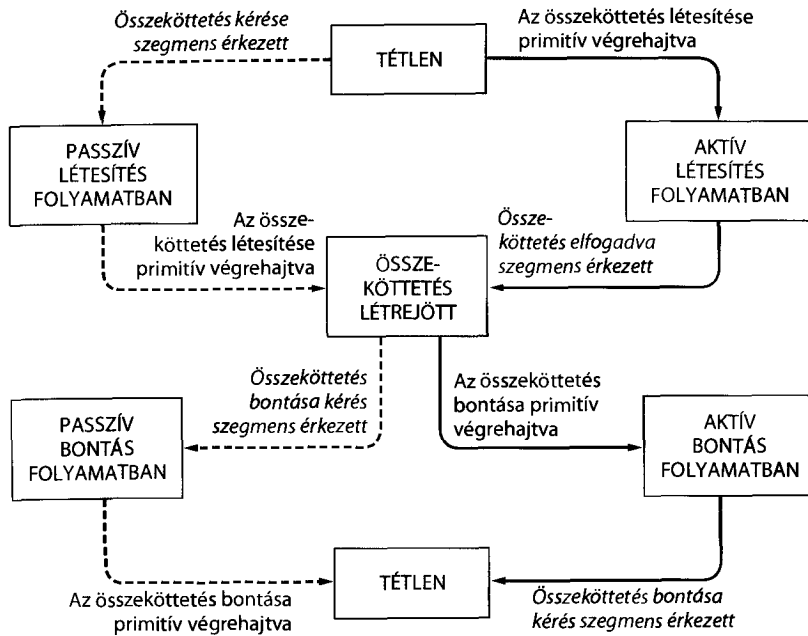 Összeköttetés kérése
szegmens érkezett
TÉTLEN
Az összeköttetés létesítése
primitív végrehajtva
PASSZÍV
LÉTESÍTÉS
FOLYAMATBAN
AKTÍV
LÉTESÍTÉS
FOLYAMATBAN
Az össze-
köttetés létesítése
primitív végrehajtva
ÖSSZE-
KÖTTETÉS
LÉTREJÖTT
Össze-
köttetés elfogadva
szegmens érkezett
PASSZÍV
BONTÁS
FOLYAMATBAN
Összeköttetés
bontása kérés
szegmens érkezett
Az összeköttetés
bontása primitív
végrehajtva
AKTÍV
BONTÁS
FOLYAMATBAN
Az összeköttetés bontása
primitív végrehajtva
TÉTLEN
Összeköttetés bontása
kérés szegmens érkezett